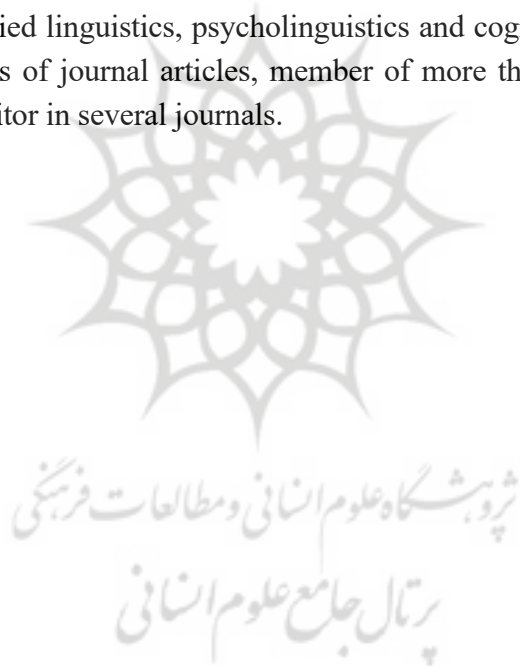 ied linguistics, psycholinguistics and cog
s of journal articles, member of more th
itor in several journals.
پژوهشگاه علوم انسانی و مطالعات فرهنگی
پرتال جامع علوم انسانی